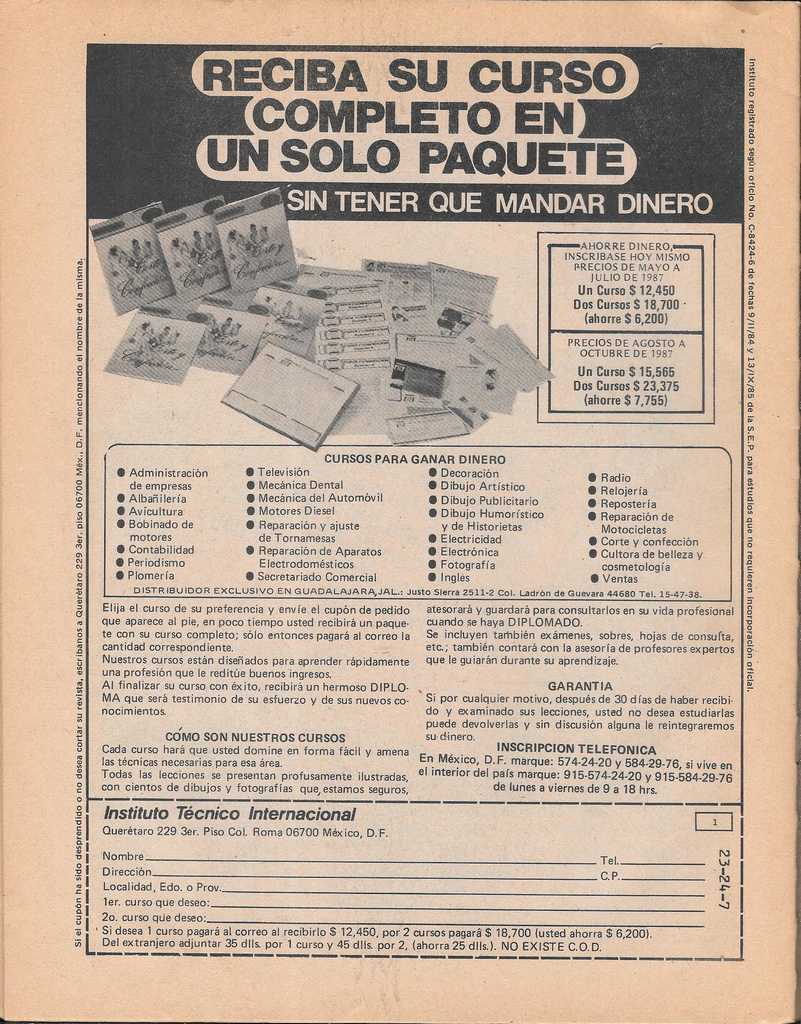 RECIBA SU CURSO
COMPLETO EN
UN SOLO PAQUETE
SIN TENER QUE MANDAR DINERO
AHORRE DINERO,
INSCRIBASE HOY MISMO
PRECIOS DE MAYO A
JULIO DE 1987
Un Curso $ 12,450
Dos Cursos $ 18,700
(ahorre $ 6,200)
PRECIOS DE AGOSTO A
OCTUBRE DE 1987
Un Curso $ 15,565
Dos Cursos $ 23,375
(ahorre $ 7,755)
Corte y
Confección
Corte y
Confección
Corte y
Confección
CURSOS PARA GANAR DINERO
● Administración
de empresas
● Albañilería
● Avicultura
● Bobinado de
motores
● Contabilidad
● Periodismo
● Plomería
● Televisión
● Mecánica Dental
● Mecánica del Automóvil
● Motores Diesel
● Reparación y ajuste
de Tornamesas
● Reparación de Aparatos
Electrodomésticos
● Secretariado Comercial
● Decoración
● Dibujo Artístico
● Dibujo Publicitario
● Dibujo Humorístico
y de Historietas
● Electricidad
● Electrónica
● Fotografía
● Inglés
● Radio
● Relojería
● Repostería
● Reparación de
Motocicletas
● Corte y confección
● Cultora de belleza y
cosmetología
● Ventas
DISTRIBUIDOR EXCLUSIVO EN GUADALAJARA, JAL.: Justo Sierra 2511-2 Col. Ladrón de Guevara 44680 Tel. 15-47-38.
Elija el curso de su preferencia y envíe el cupón de pedido
que aparece al pie, en poco tiempo usted recibirá un paque-
te con su curso completo; sólo entonces pagará al correo la
cantidad correspondiente.
Nuestros cursos están diseñados para aprender rápidamente
una profesión que le reditúe buenos ingresos.
Al finalizar su curso con éxito, recibirá un hermoso DIPLO-
MA que será testimonio de su esfuerzo y de sus nuevos co-
nocimientos.
CÓMO SON NUESTROS CURSOS
Cada curso hará que usted domine en forma fácil y amena
las técnicas necesarias para esa área.
Todas las lecciones se presentan profusamente ilustradas,
con cientos de dibujos y fotografías que, estamos seguros,
atesorará y guardará para consultarlos en su vida profesional
cuando se haya DIPLOMADO.
Se incluyen también exámenes, sobres, hojas de consulta,
etc.; también contará con la asesoría de profesores expertos
que le guiarán durante su aprendizaje.
GARANTIA
Si por cualquier motivo, después de 30 días de haber recibi-
do y examinado sus lecciones, usted no desea estudiarlas
puede devolverlas y sin discusión alguna le reintegraremos
su dinero.
INSCRIPCION TELEFONICA
En México, D.F. marque: 574-24-20 y 584-29-76, si vive en
el interior del país marque: 915-574-24-20 y 915-584-29-76
de lunes a viernes de 9 a 18 hrs.
Instituto Técnico Internacional
Querétaro 229 3er. Piso Col. Roma 06700 México, D.F.
1
Nombre Tel.
Dirección C.P.
Localidad, Edo. o Prov.
1er. curso que deseo:
2o. curso que deseo:
Si desea 1 curso pagará al correo al recibirlo $ 12,450, por 2 cursos pagará $ 18,700 (usted ahorra $ 6,200).
Del extranjero adjuntar 35 dlls. por 1 curso y 45 dlls. por 2, (ahorra 25 dlls.). NO EXISTE C.O.D.
23-24-7
Si el cupón ha sido desprendido o no desea cortar su revista, escríbanos a Querétaro 229 3er. piso 06700 Méx., D.F. mencionando el nombre de la misma.
Instituto registrado según oficio No. C-8424-6 de fechas 9/11/84 y 13/IX/85 de la S.E.P. para estudios que no requieren incorporación oficial.